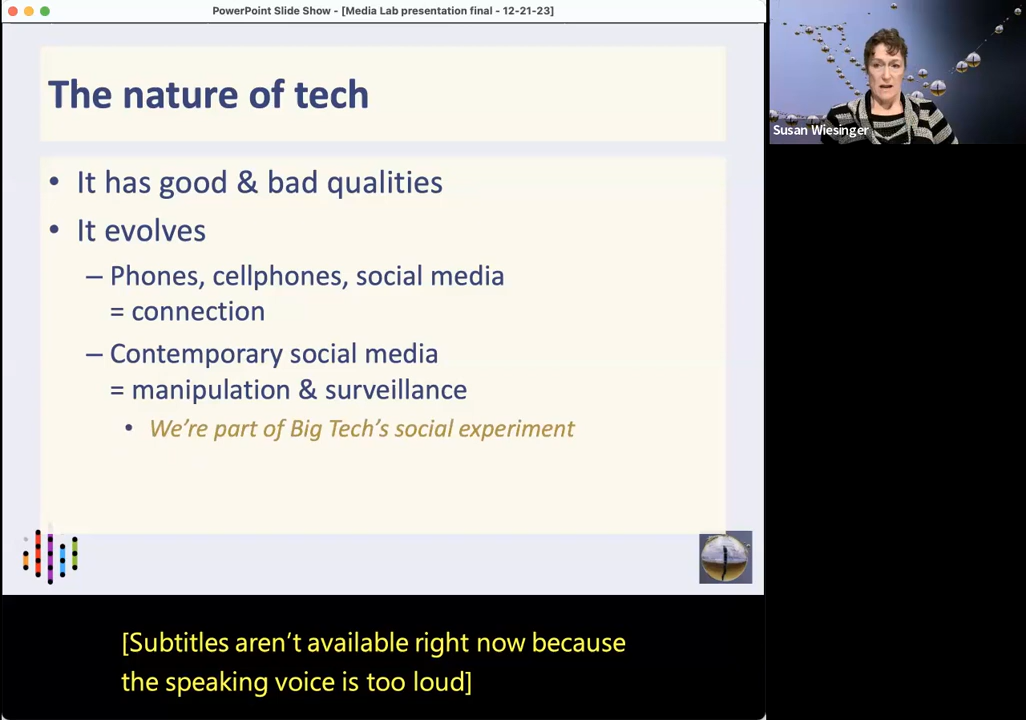 PowerPoint Slide Show - [Media Lab presentation final - 12-21-23]
The nature of tech
• It has good & bad qualities
• It evolves
– Phones, cellphones, social media
= connection
– Contemporary social media
= manipulation & surveillance
• We’re part of Big Tech’s social experiment
Susan Wiesinger
[Subtitles aren’t available right now because
the speaking voice is too loud]